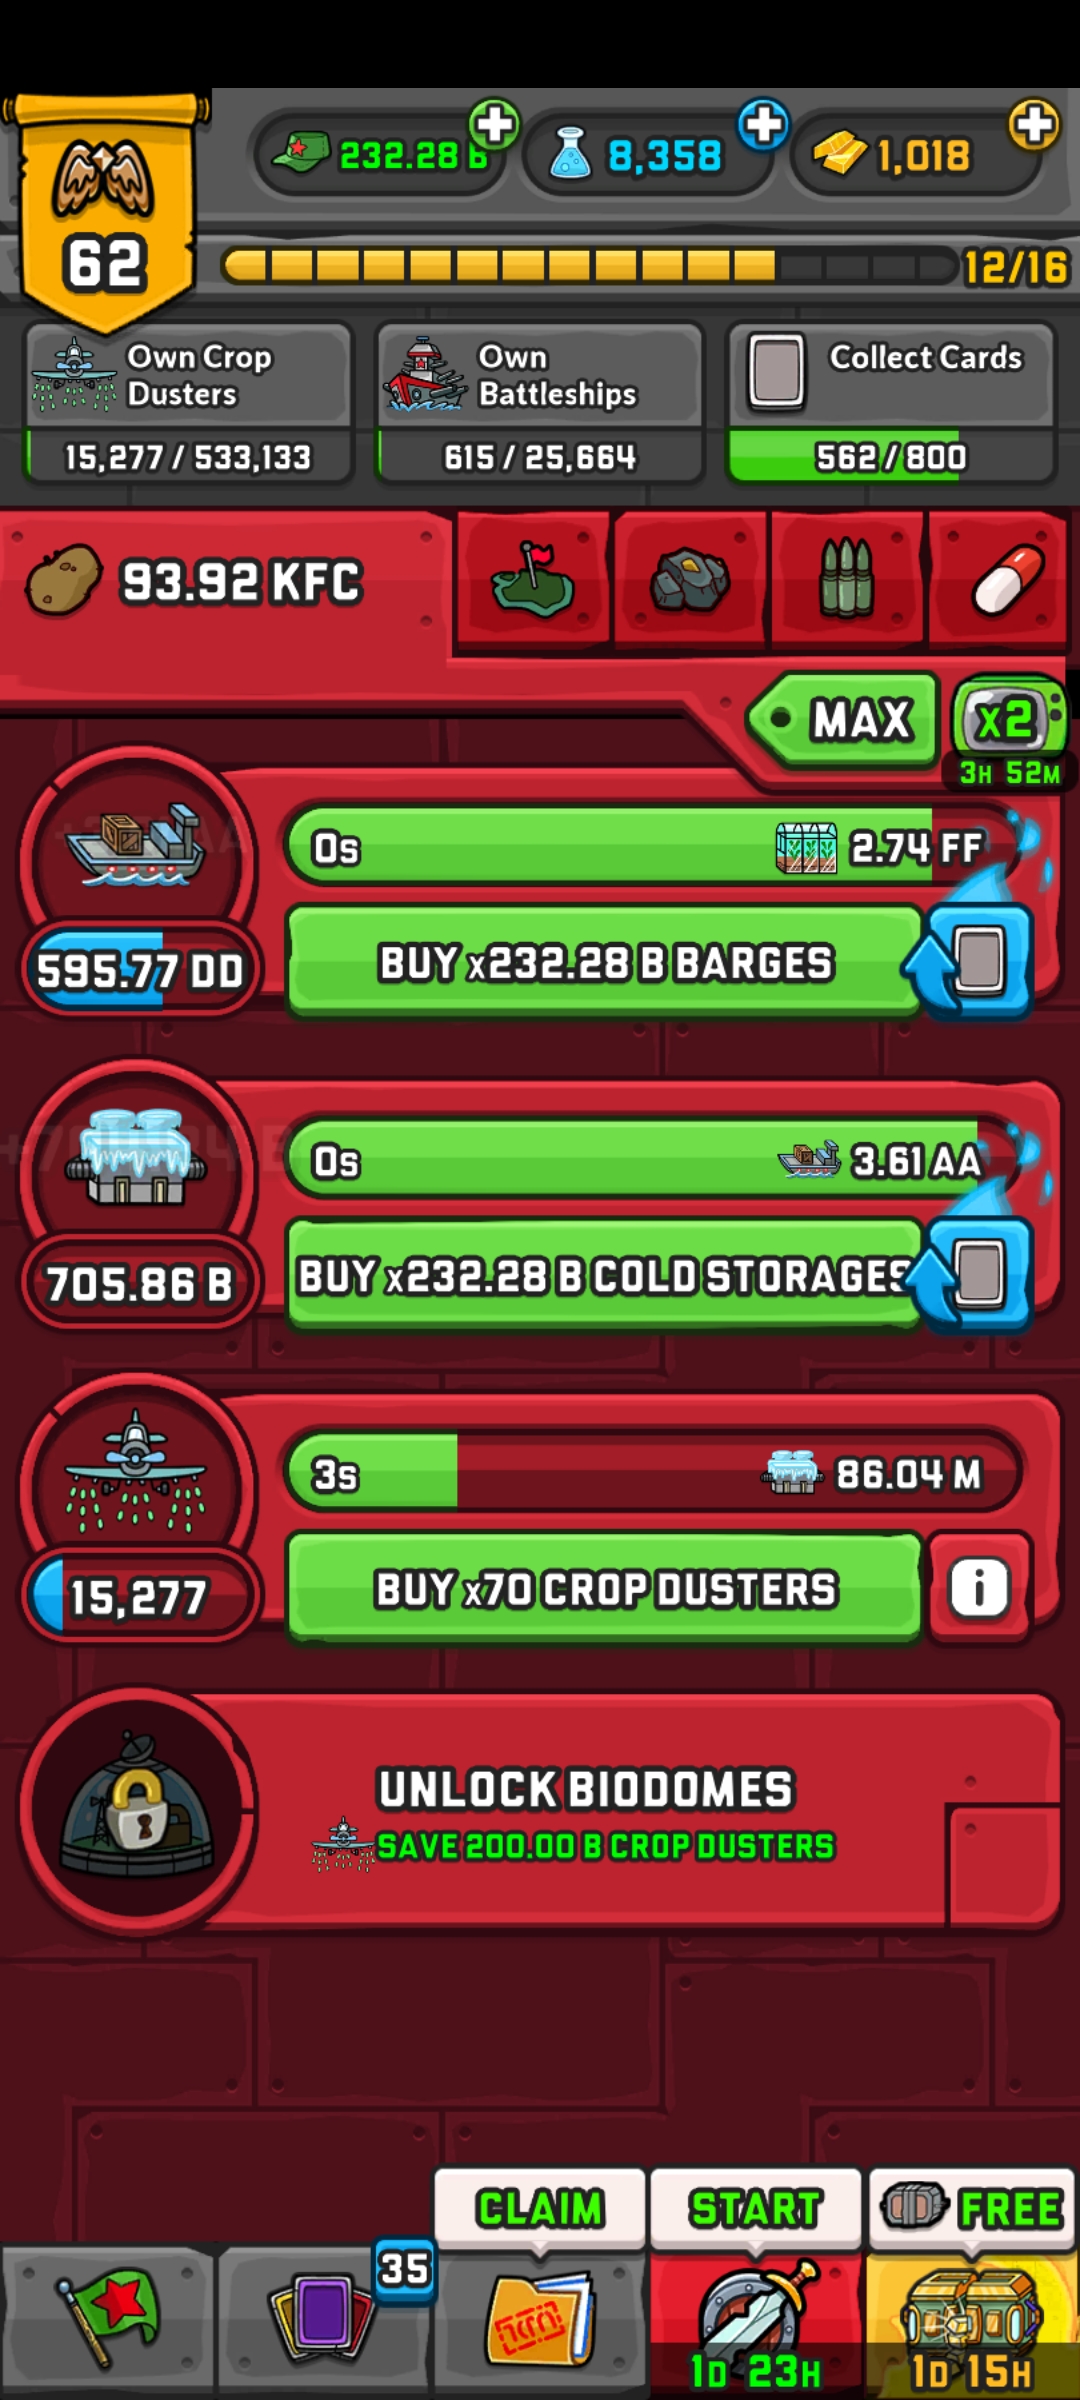 232.28 B
8,358
1,018
62
12/16
Own Crop
Dusters
15,277 / 533,133
Own
Battleships
615 / 25,664
Collect Cards
562 / 800
93.92 KFC
MAX
x2
3H 52M
0s
2.74 FF
595.77 DD
BUY x232.28 B BARGES
0s
3.61 AA
705.86 B
BUY x232.28 B COLD STORAGES
3s
86.04 M
15,277
BUY x70 CROP DUSTERS
i
UNLOCK BIODOMES
SAVE 200.00 B CROP DUSTERS
CLAIM
START
FREE
35
1D 23H
1D 15H